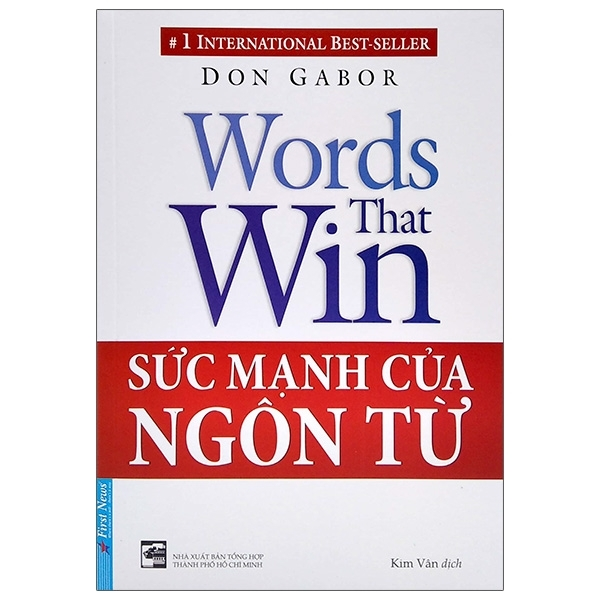 # 1 INTERNATIONAL BEST-SELLER
DON GABOR
Words
That
Win
SỨC MẠNH CỦA
NGÔN TỪ
First News
NHÀ XUẤT BẢN TỔNG HỢP
THÀNH PHỐ HỒ CHÍ MINH
Kim Vân dịch